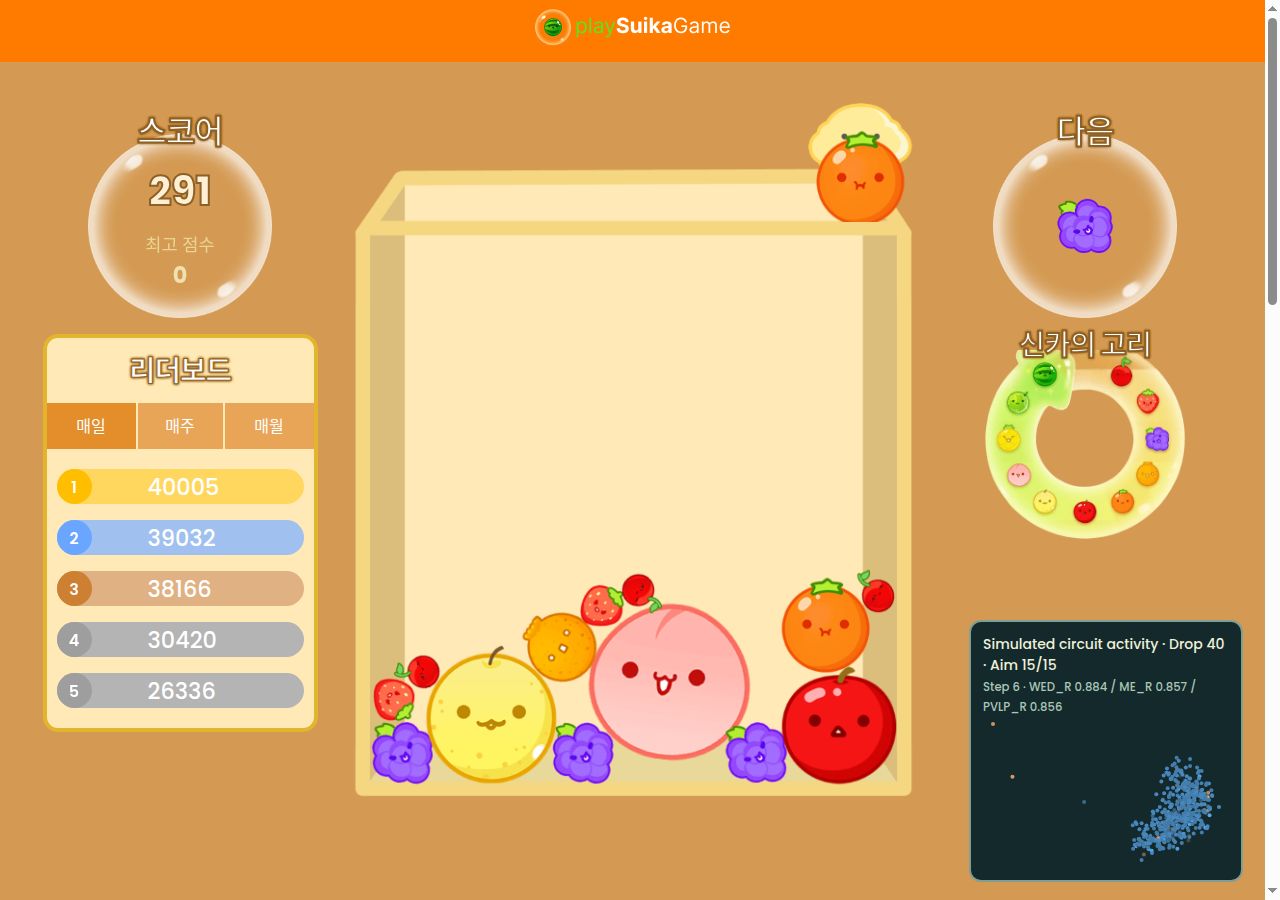 playSuikaGame
스코어
291
최고 점수
0
다음
신카의 고리
리더보드
매일 매주 매월
1 40005
2 39032
3 38166
4 30420
5 26336
Simulated circuit activity · Drop 40
· Aim 15/15
Step 6 · WED_R 0.884 / ME_R 0.857 /
PVLP_R 0.856